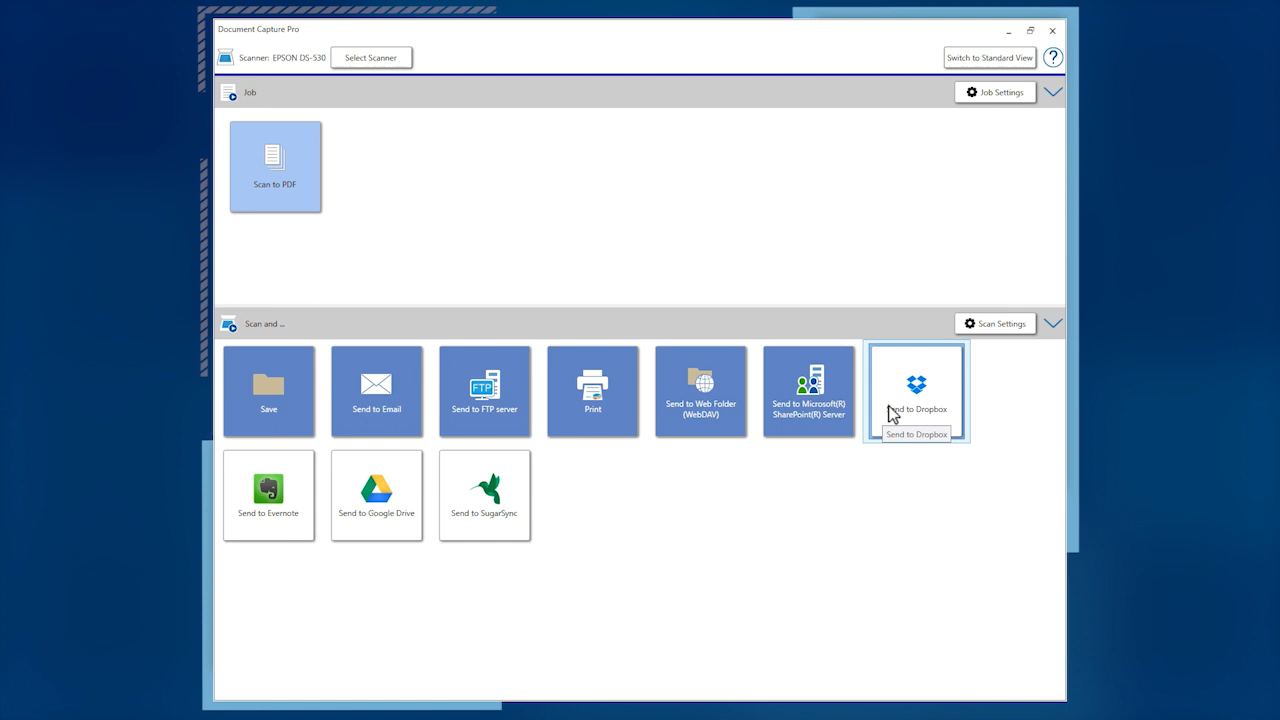 Document Capture Pro
Scanner: EPSON DS-530
Select Scanner
Switch to Standard View
?
Job
Job Settings
Scan to PDF
Scan and ...
Scan Settings
Save
Send to Email
FTP
Send to FTP server
Print
Send to Web Folder
(WebDAV)
Send to Microsoft(R)
SharePoint(R) Server
Send to Dropbox
Send to Dropbox
Send to Evernote
Send to Google Drive
Send to SugarSync